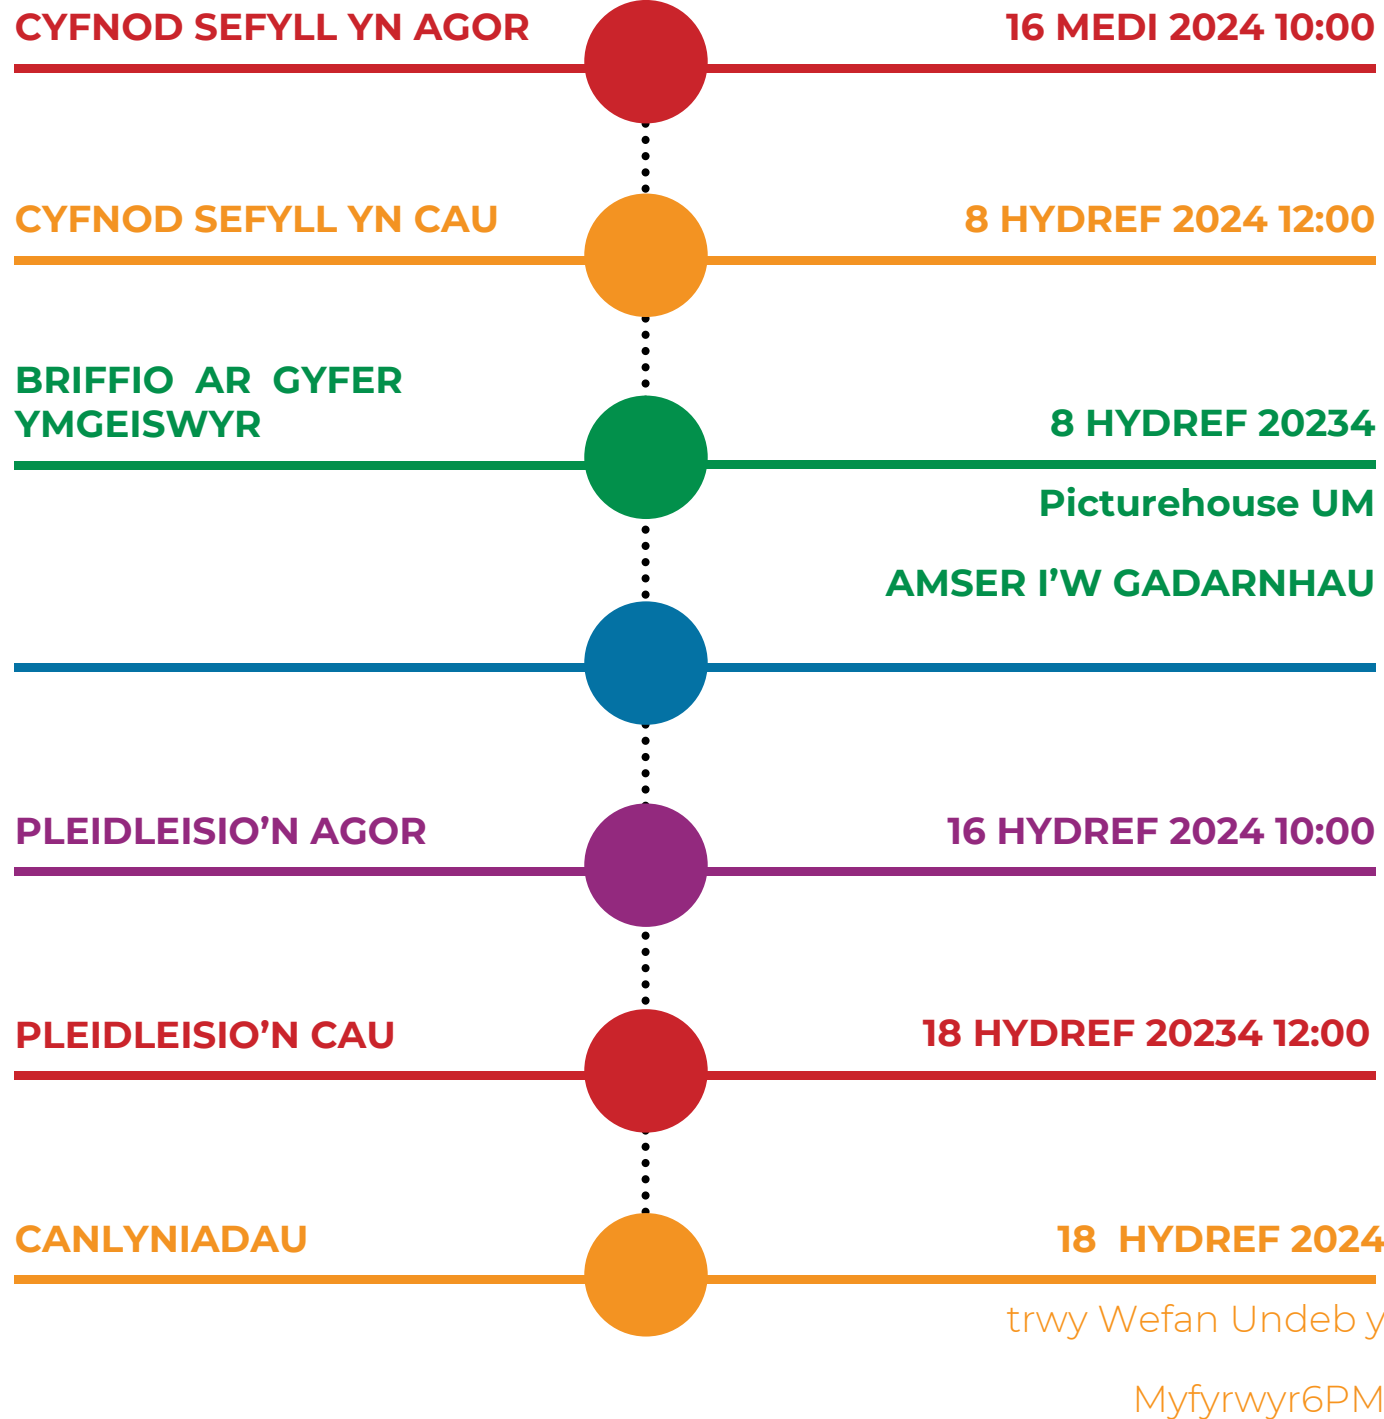 CYFNOD SEFYLL YN AGOR
16 MEDI 2024 10:00
CYFNOD SEFYLL YN CAU
8 HYDREF 2024 12:00
BRIFFIO AR GYFER
YMGEISWYR
8 HYDREF 20234
Picturehouse UM
AMSER I’W GADARNHAU
PLEIDLEISIO’N AGOR
16 HYDREF 2024 10:00
PLEIDLEISIO’N CAU
18 HYDREF 20234 12:00
CANLYNIADAU
18 HYDREF 2024
trwy Wefan Undeb y
Myfyrwyr6PM